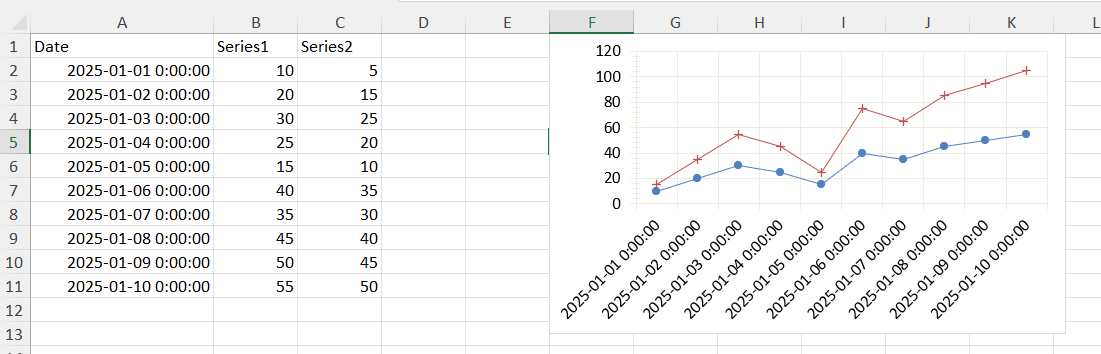 A B C D E F G H I J K L
1 Date Series1 Series2
2 2025-01-01 0:00:00 10 5
3 2025-01-02 0:00:00 20 15
4 2025-01-03 0:00:00 30 25
5 2025-01-04 0:00:00 25 20
6 2025-01-05 0:00:00 15 10
7 2025-01-06 0:00:00 40 35
8 2025-01-07 0:00:00 35 30
9 2025-01-08 0:00:00 45 40
10 2025-01-09 0:00:00 50 45
11 2025-01-10 0:00:00 55 50
12
13
120
100
80
60
40
20
0
2025-01-01 0:00:00
2025-01-02 0:00:00
2025-01-03 0:00:00
2025-01-04 0:00:00
2025-01-05 0:00:00
2025-01-06 0:00:00
2025-01-07 0:00:00
2025-01-08 0:00:00
2025-01-09 0:00:00
2025-01-10 0:00:00